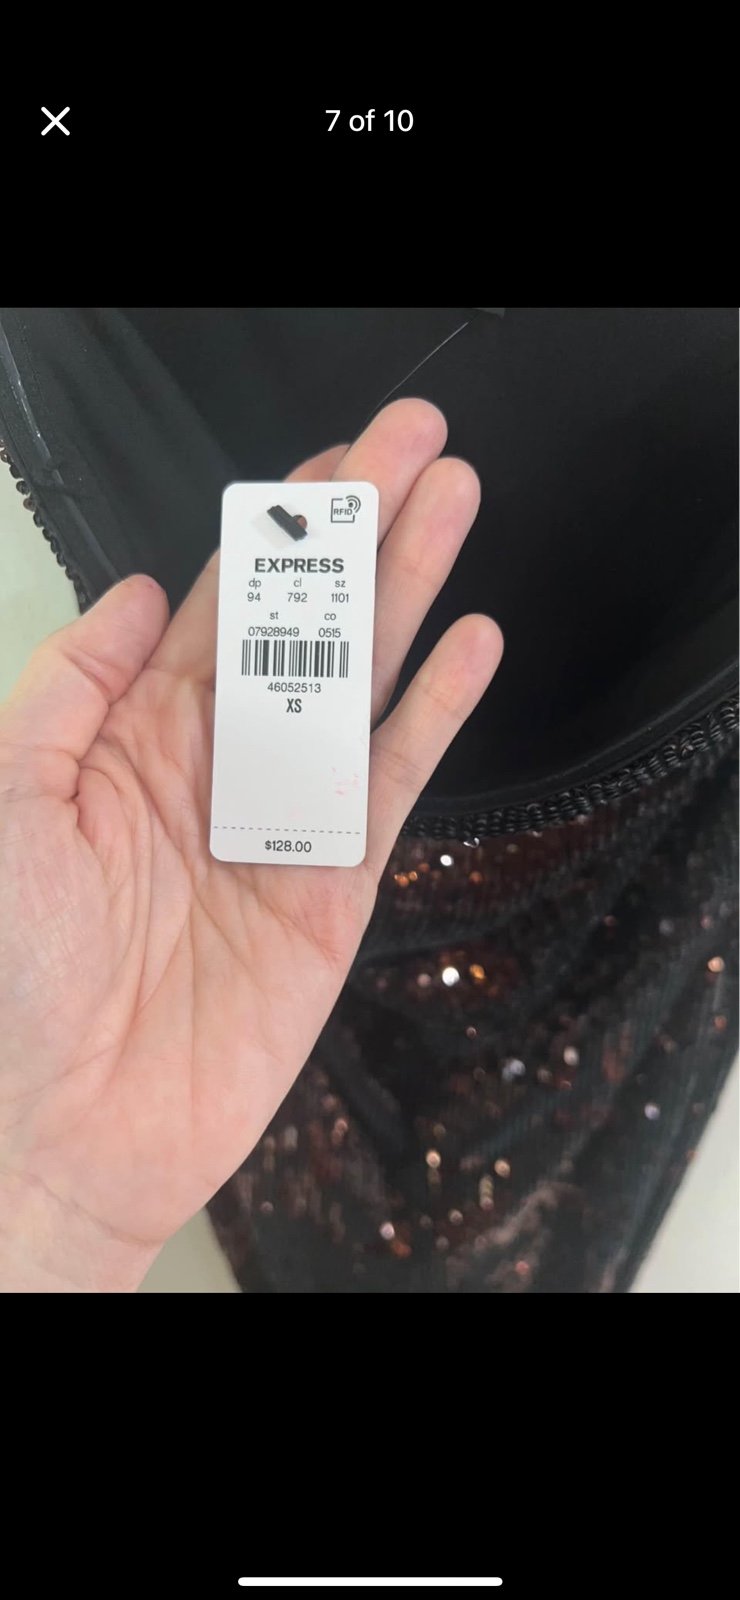 7 of 10
RFID
EXPRESS
dp cl sz
94 792 1101
st co
07928949 0515
46052513
XS
$128.00